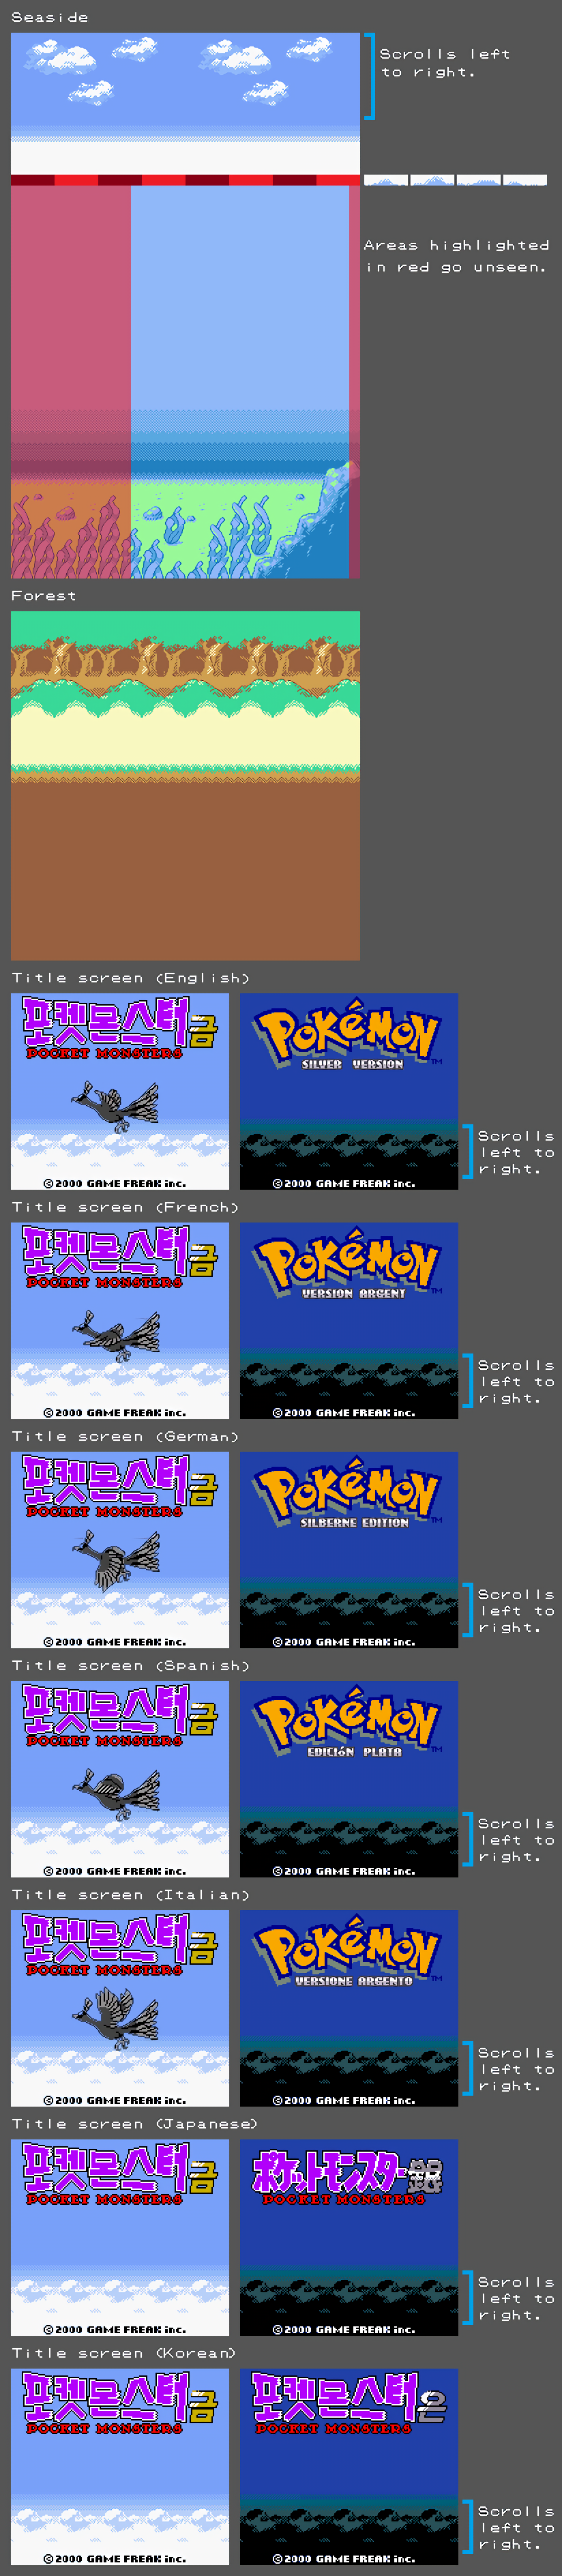 Seaside
Scrolls left
to right.
Areas highlighted
in red go unseen.
Forest
Title screen (English)
포켓몬스터금
POCKET MONSTERS
©2000 GAME FREAK inc.
POKéMON
TM
SILVER VERSION
©2000 GAME FREAK inc.
Scrolls
left to
right.
Title screen (French)
포켓몬스터금
POCKET MONSTERS
©2000 GAME FREAK inc.
POKéMON
TM
VERSION ARGENT
©2000 GAME FREAK inc.
Scrolls
left to
right.
Title screen (German)
포켓몬스터금
POCKET MONSTERS
©2000 GAME FREAK inc.
POKéMON
TM
SILBERNE EDITION
©2000 GAME FREAK inc.
Scrolls
left to
right.
Title screen (Spanish)
포켓몬스터금
POCKET MONSTERS
©2000 GAME FREAK inc.
POKéMON
TM
EDICIóN PLATA
©2000 GAME FREAK inc.
Scrolls
left to
right.
Title screen (Italian)
포켓몬스터금
POCKET MONSTERS
©2000 GAME FREAK inc.
POKéMON
TM
VERSIONE ARGENTO
©2000 GAME FREAK inc.
Scrolls
left to
right.
Title screen (Japanese)
포켓몬스터금
POCKET MONSTERS
©2000 GAME FREAK inc.
ポケットモンスター銀
POCKET MONSTERS
©2000 GAME FREAK inc.
Scrolls
left to
right.
Title screen (Korean)
포켓몬스터금
POCKET MONSTERS
©2000 GAME FREAK inc.
포켓몬스터은
POCKET MONSTERS
©2000 GAME FREAK inc.
Scrolls
left to
right.